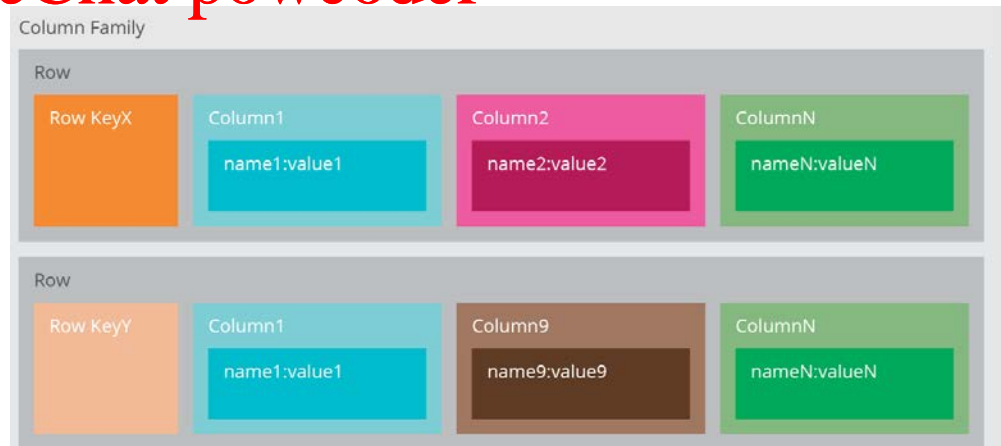 Column Family
Row
Row KeyX Column1 Column2 ColumnN
name1:value1 name2:value2 nameN:valueN
Row
Row KeyY Column1 Column9 ColumnN
name1:value1 name9:value9 nameN:valueN